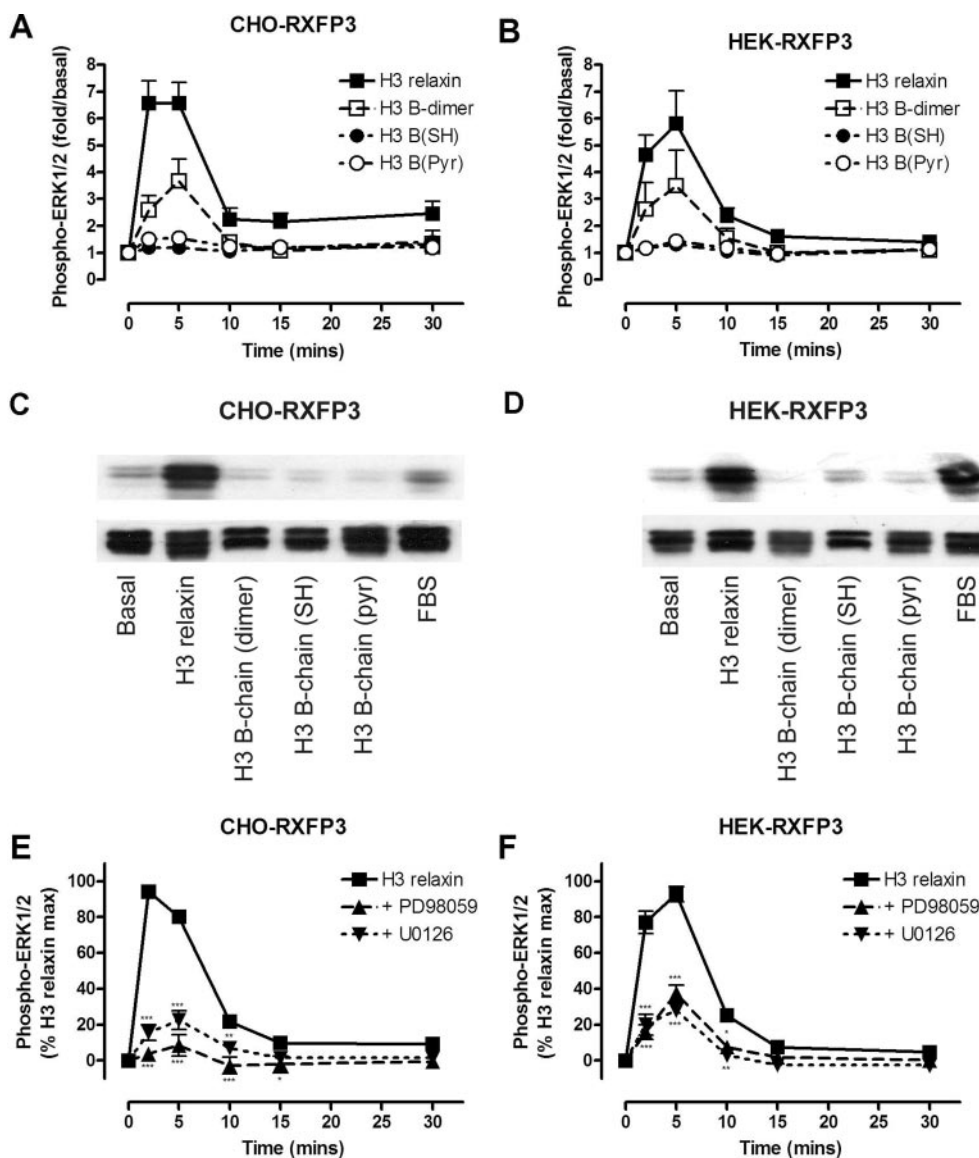 A
CHO-RXFP3
Phospho-ERK1/2 (fold/basal)
8
7
6
5
4
3
2
1
0
H3 relaxin
H3 B-dimer
H3 B(SH)
H3 B(Pyr)
0 5 10 15 20 25 30
Time (mins)
B
HEK-RXFP3
Phospho-ERK1/2 (fold/basal)
8
7
6
5
4
3
2
1
0
H3 relaxin
H3 B-dimer
H3 B(SH)
H3 B(Pyr)
0 5 10 15 20 25 30
Time (mins)
C
CHO-RXFP3
Basal
H3 relaxin
H3 B-chain (dimer)
H3 B-chain (SH)
H3 B-chain (pyr)
FBS
D
HEK-RXFP3
Basal
H3 relaxin
H3 B-chain (dimer)
H3 B-chain (SH)
H3 B-chain (pyr)
FBS
E
CHO-RXFP3
Phospho-ERK1/2
(% H3 relaxin max)
100
80
60
40
20
0
H3 relaxin
+ PD98059
+ U0126
*** *** **
*** *** *** *
0 5 10 15 20 25 30
Time (mins)
F
HEK-RXFP3
Phospho-ERK1/2
(% H3 relaxin max)
100
80
60
40
20
0
H3 relaxin
+ PD98059
+ U0126
*** *** *
*** *** **
0 5 10 15 20 25 30
Time (mins)